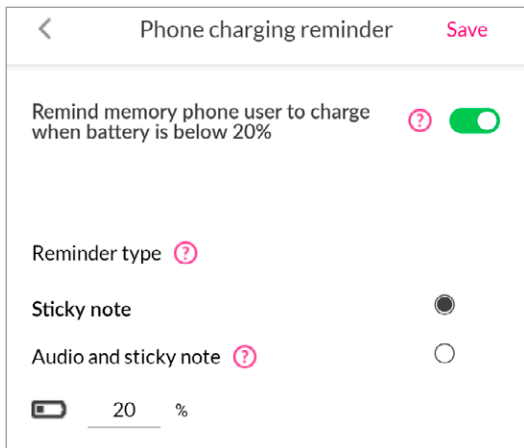 Phone charging reminder Save
Remind memory phone user to charge ?
when battery is below 20%
Reminder type ?
Sticky note
Audio and sticky note ?
20 %